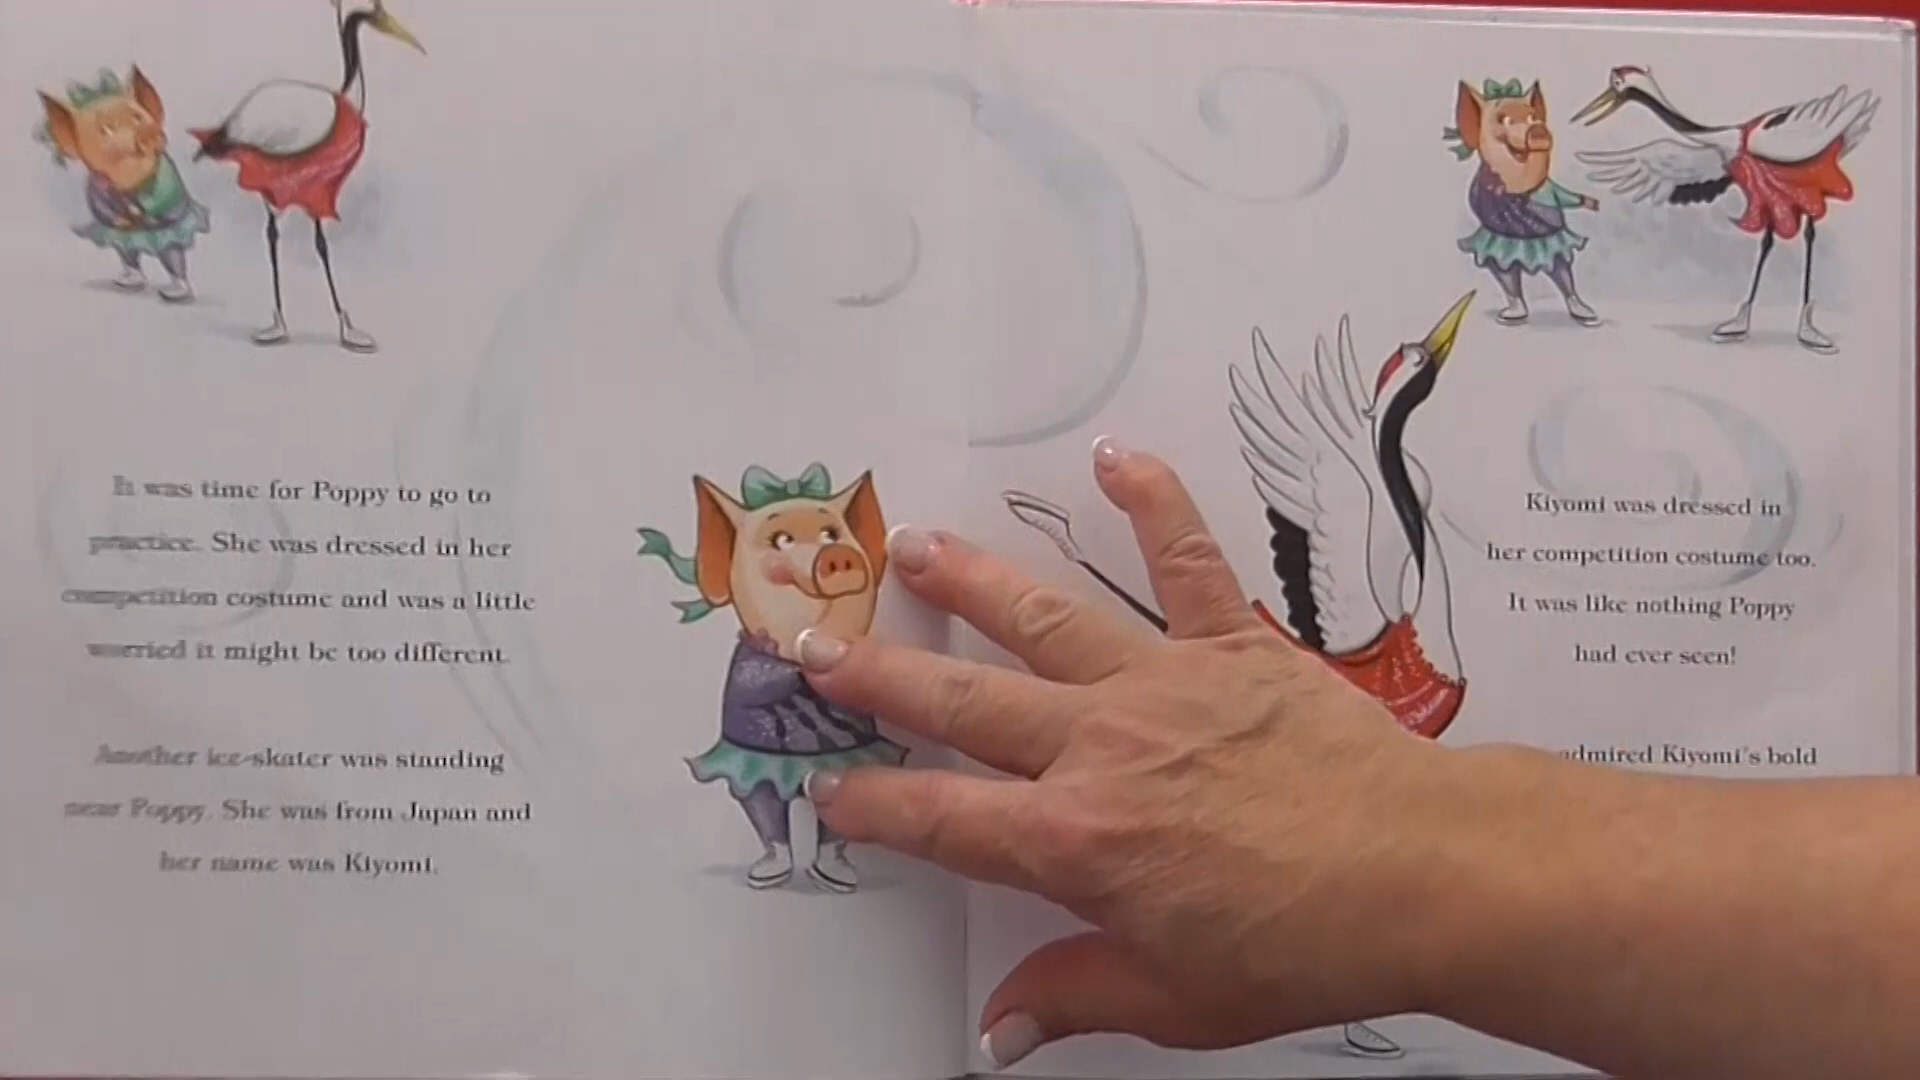 It was time for Poppy to go to
practice. She was dressed in her
competition costume and was a little
worried it might be too different.
Another ice-skater was standing
near Poppy. She was from Japan and
her name was Kiyomi.
Kiyomi was dressed in
her competition costume too.
It was like nothing Poppy
had ever seen!
admired Kiyomi's bold